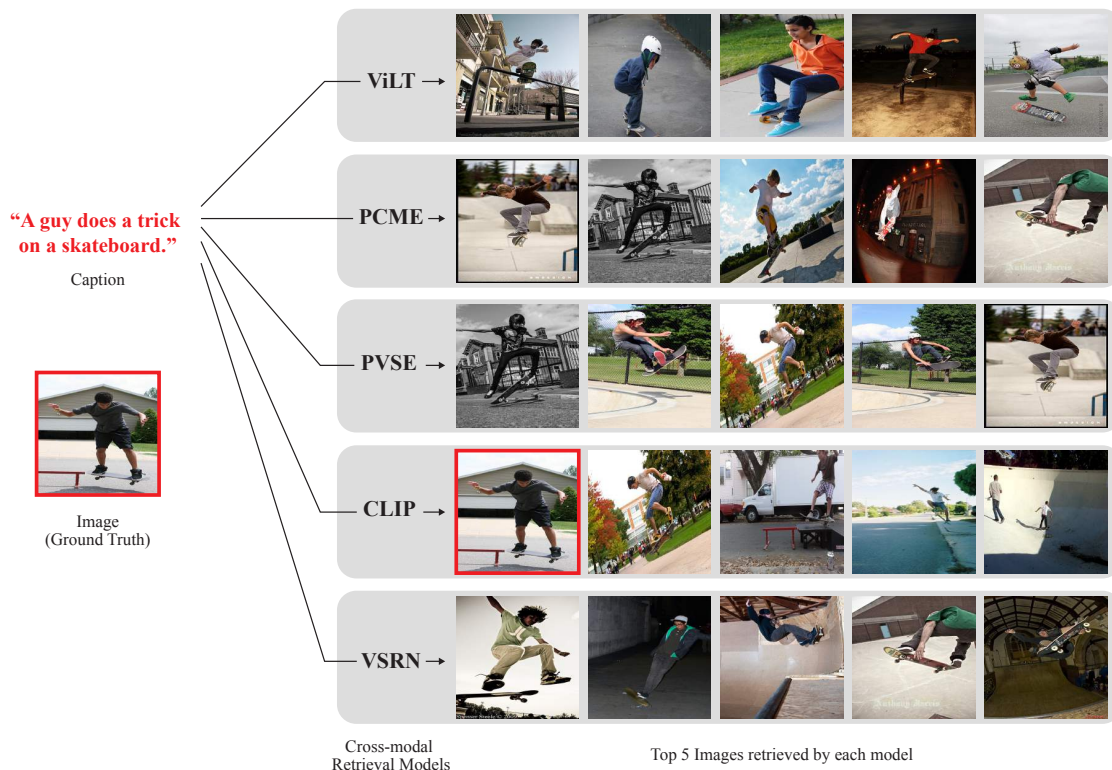 ViLT
PCME
“A guy does a trick
on a skateboard.”
Caption
PVSE
CLIP
Image
(Ground Truth)
VSRN
Cross-modal
Retrieval Models
Top 5 Images retrieved by each model